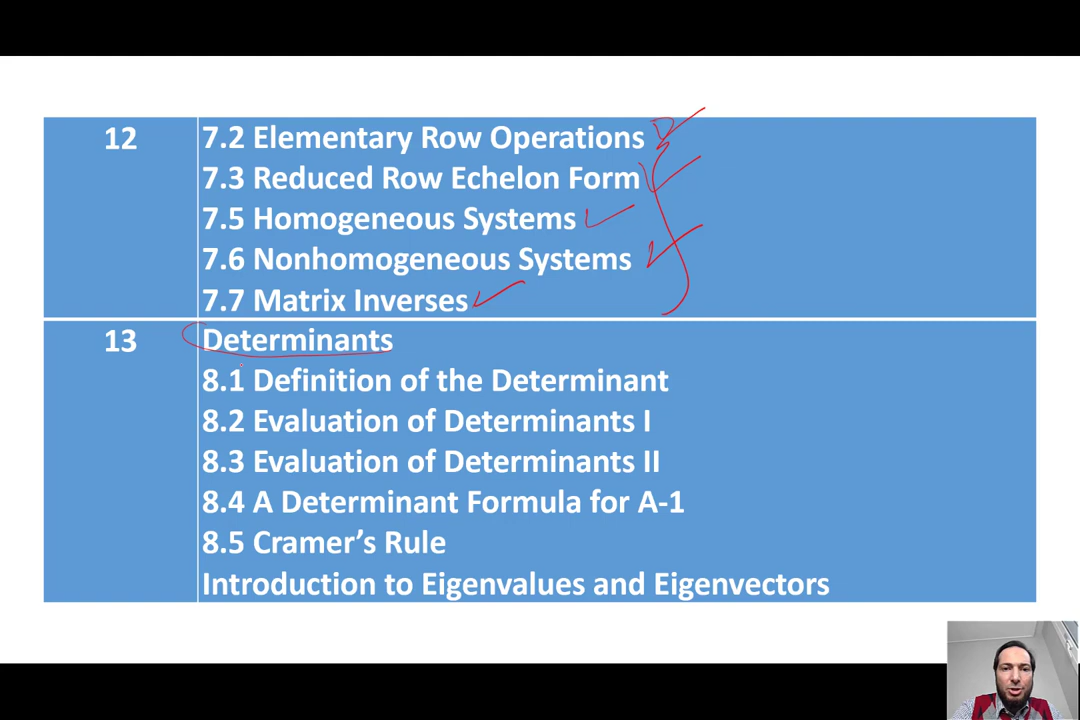 12
7.2 Elementary Row Operations
7.3 Reduced Row Echelon Form
7.5 Homogeneous Systems
7.6 Nonhomogeneous Systems
7.7 Matrix Inverses
13
Determinants
8.1 Definition of the Determinant
8.2 Evaluation of Determinants I
8.3 Evaluation of Determinants II
8.4 A Determinant Formula for A-1
8.5 Cramer’s Rule
Introduction to Eigenvalues and Eigenvectors